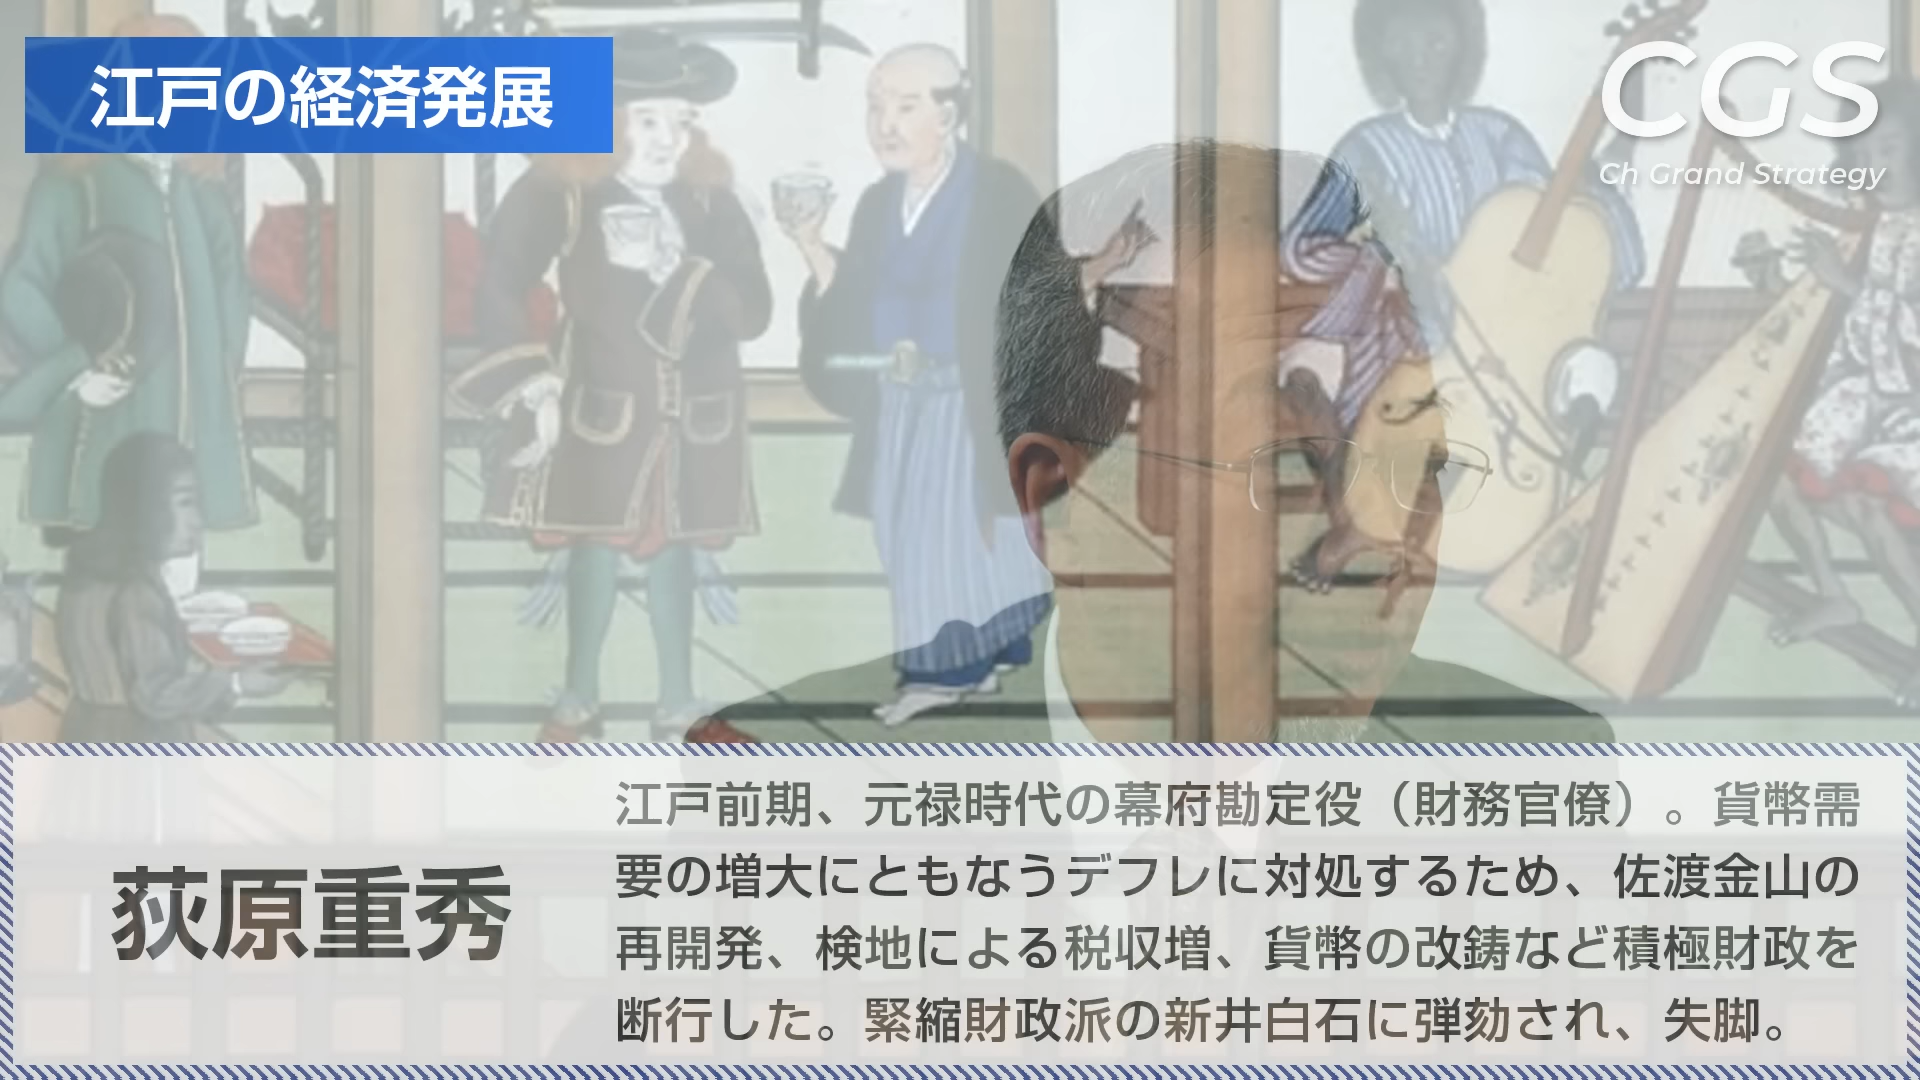 江戸の経済発展
CGS
Ch Grand Strategy
荻原重秀
江戸前期、元禄時代の幕府勘定役（財務官僚）。貨幣需
要の増大にともなうデフレに対処するため、佐渡金山の
再開発、検地による税収増、貨幣の改鋳など積極財政を
断行した。緊縮財政派の新井白石に弾劾され、失脚。